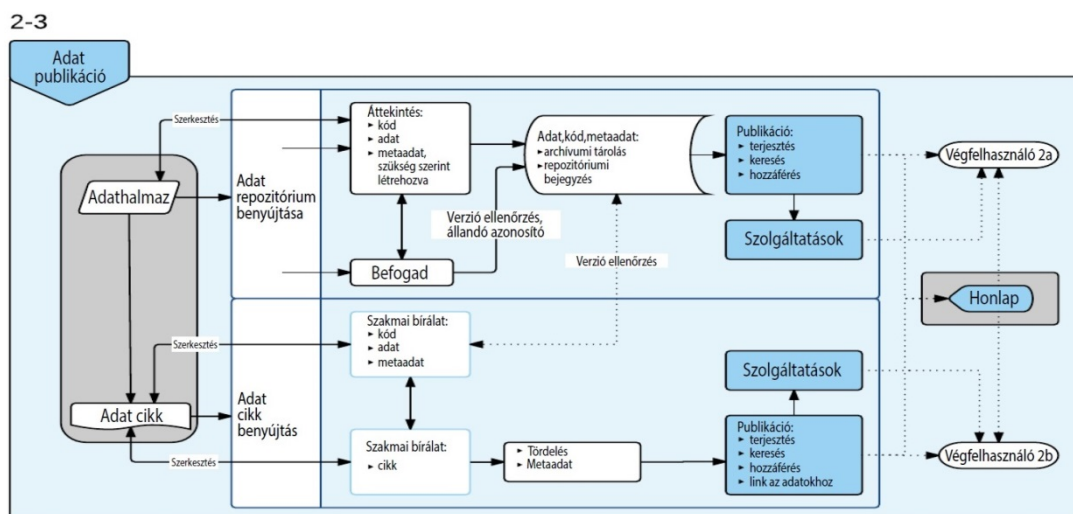 2-3
Adat
publikáció
Szerkesztés
Adathalmaz
Adat
repozitórium
benyújtása
Áttekintés:
► kód
► adat
► metaadat,
szükség szerint
létrehozva
Verzió ellenőrzés,
állandó azonosító
Befogad
Adat,kód,metaadat:
► archívumi tárolás
► repozitóriumi
bejegyzés
Verzió ellenőrzés
Publikáció:
► terjesztés
► keresés
► hozzáférés
Szolgáltatások
Végfelhasználó 2a
Honlap
Szerkesztés
Adat cikk
Szerkesztés
Adat
cikk
benyújtás
Szakmai bírálat:
► kód
► adat
► metaadat
Szakmai bírálat:
► cikk
► Tördelés
► Metaadat
Szolgáltatások
Publikáció:
► terjesztés
► keresés
► hozzáférés
► link az adatokhoz
Végfelhasználó 2b